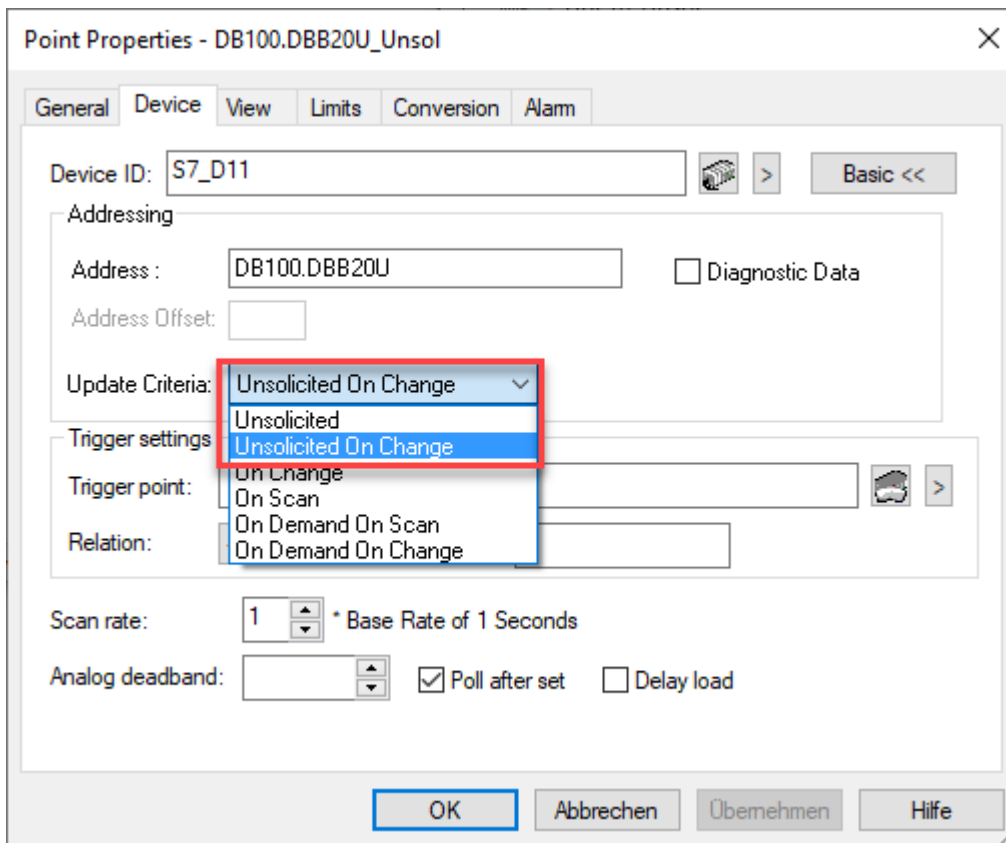 Point Properties - DB100.DBB20U_Unsol
General Device View Limits Conversion Alarm
Device ID: S7_D11 > Basic <<
Addressing
Address : DB100.DBB20U Diagnostic Data
Address Offset:
Update Criteria: Unsolicited On Change
Unsolicited
Unsolicited On Change
On Change
On Scan
On Demand On Scan
On Demand On Change
Trigger settings
Trigger point: >
Relation:
Scan rate: 1 * Base Rate of 1 Seconds
Analog deadband: Poll after set Delay load
OK Abbrechen Übernehmen Hilfe